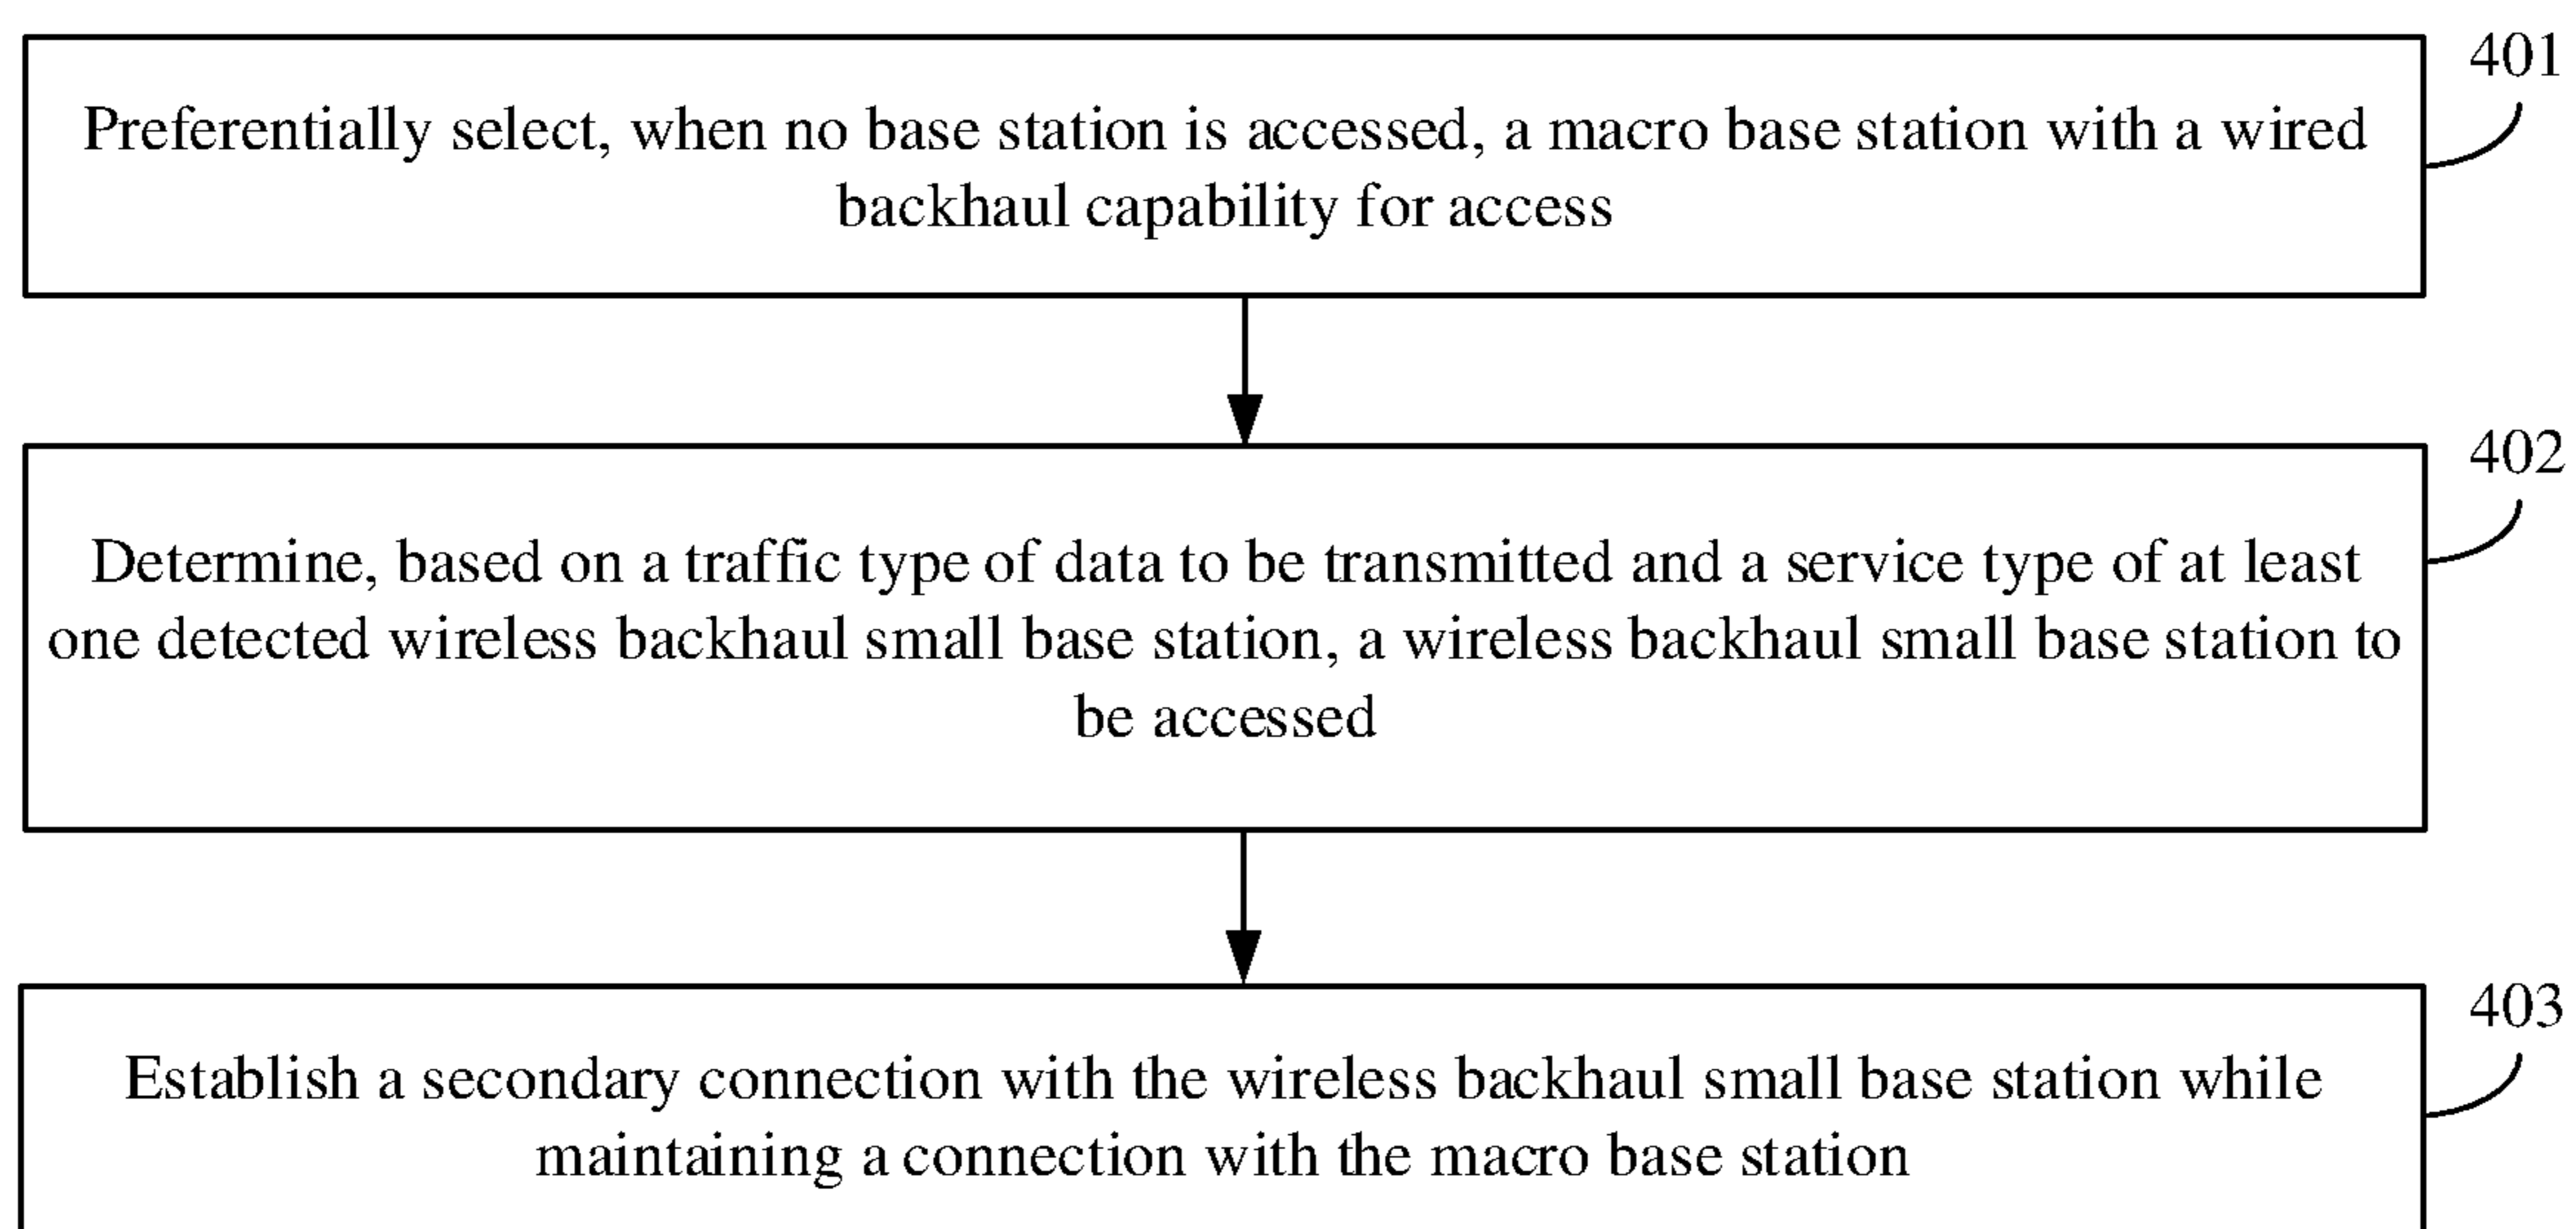 401
Preferentially select, when no base station is accessed, a macro base station with a wired
backhaul capability for access
402
Determine, based on a traffic type of data to be transmitted and a service type of at least
one detected wireless backhaul small base station, a wireless backhaul small base station to
be accessed
403
Establish a secondary connection with the wireless backhaul small base station while
maintaining a connection with the macro base station